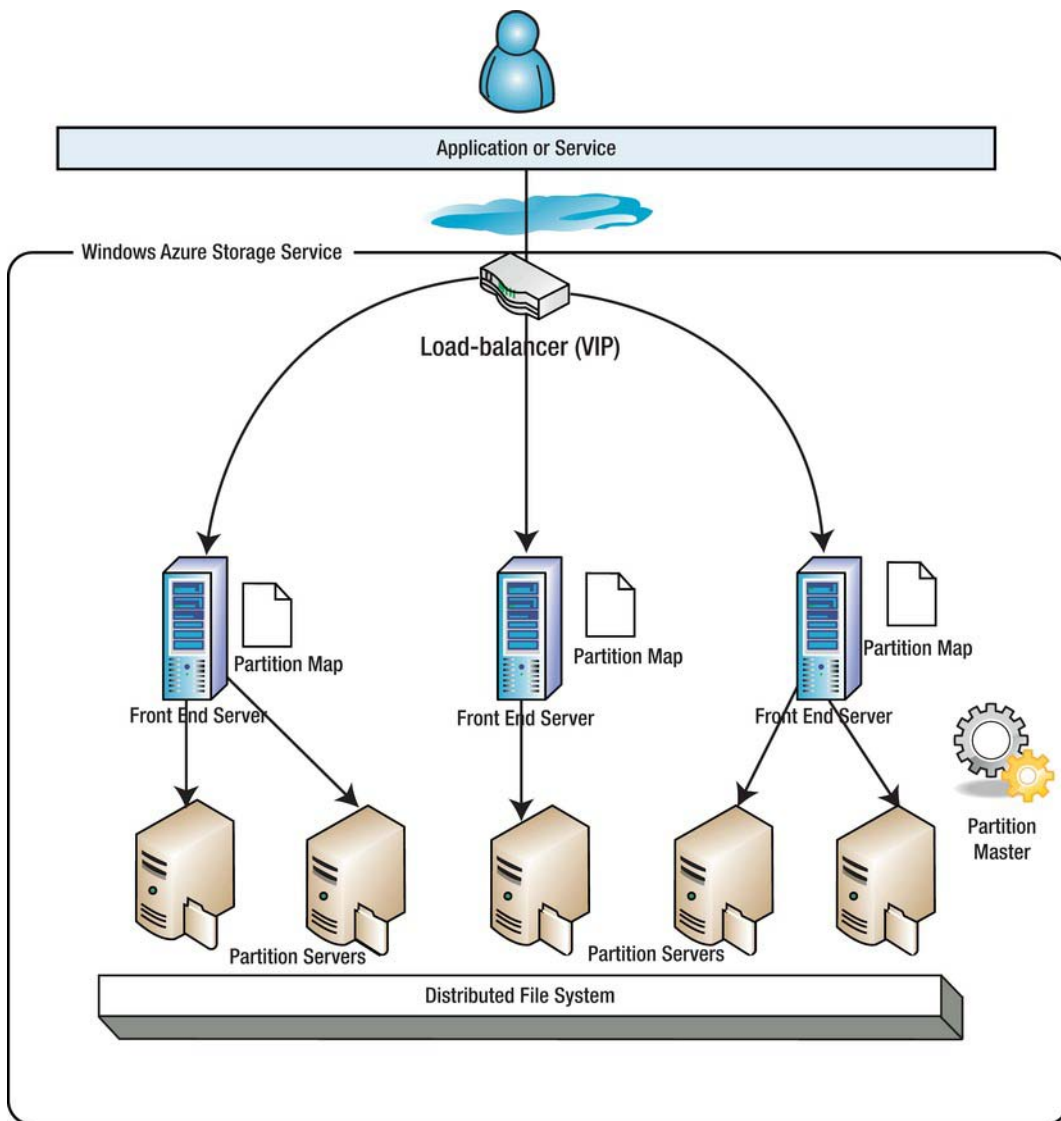 Application or Service
Windows Azure Storage Service
Load-balancer (VIP)
Partition Map
Front End Server
Partition Map
Front End Server
Partition Map
Front End Server
Partition
Master
Partition Servers
Partition Servers
Distributed File System